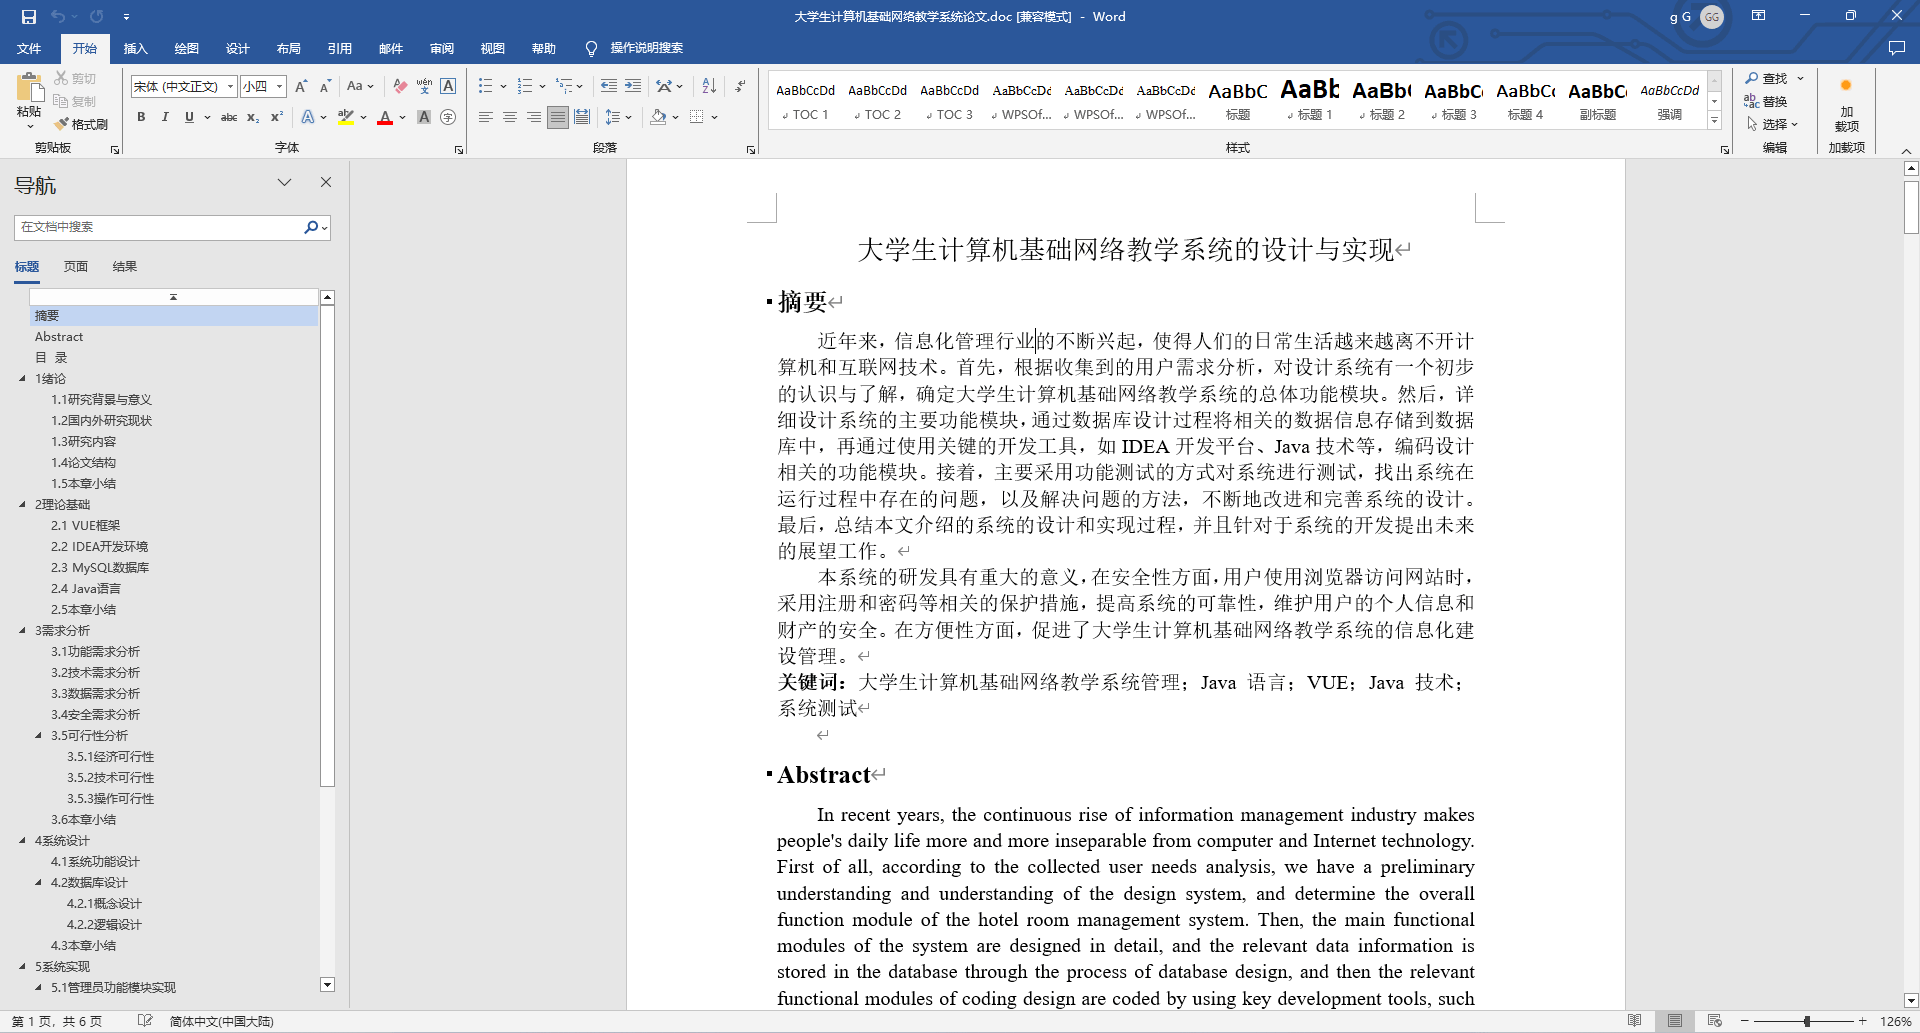 大学生计算机基础网络教学系统论文.doc [兼容模式] - Word
g G GG
文件 开始 插入 绘图 设计 布局 引用 邮件 审阅 视图 帮助 操作说明搜索
粘贴 剪切
复制
格式刷
宋体 (中文正文) 小四
AaBbCcDd AaBbCcDd AaBbCcDd AaBbCcDd AaBbCcDd AaBbCcDd AaBbC AaBb AaBb( AaBbC AaBbC AaBbC AaBbCcDd
TOC 1 TOC 2 TOC 3 WPSOf... WPSOf... WPSOf... 标题 标题 1 标题 2 标题 3 标题 4 副标题 强调
查找
替换
选择
加
载项
剪贴板 字体 段落 样式 编辑 加载项
导航
在文档中搜索
标题 页面 结果
摘要
Abstract
目 录
1绪论
1.1研究背景与意义
1.2国内外研究现状
1.3研究内容
1.4论文结构
1.5本章小结
2理论基础
2.1 VUE框架
2.2 IDEA开发环境
2.3 MySQL数据库
2.4 Java语言
2.5本章小结
3需求分析
3.1功能需求分析
3.2技术需求分析
3.3数据需求分析
3.4安全需求分析
3.5可行性分析
3.5.1经济可行性
3.5.2技术可行性
3.5.3操作可行性
3.6本章小结
4系统设计
4.1系统功能设计
4.2数据库设计
4.2.1概念设计
4.2.2逻辑设计
4.3本章小结
5系统实现
5.1管理员功能模块实现
大学生计算机基础网络教学系统的设计与实现
摘要
近年来，信息化管理行业的不断兴起，使得人们的日常生活越来越离不开计
算机和互联网技术。首先，根据收集到的用户需求分析，对设计系统有一个初步
的认识与了解，确定大学生计算机基础网络教学系统的总体功能模块。然后，详
细设计系统的主要功能模块，通过数据库设计过程将相关的数据信息存储到数据
库中，再通过使用关键的开发工具，如 IDEA 开发平台、Java 技术等，编码设计
相关的功能模块。接着，主要采用功能测试的方式对系统进行测试，找出系统在
运行过程中存在的问题，以及解决问题的方法，不断地改进和完善系统的设计。
最后，总结本文介绍的系统的设计和实现过程，并且针对于系统的开发提出未来
的展望工作。
本系统的研发具有重大的意义，在安全性方面，用户使用浏览器访问网站时，
采用注册和密码等相关的保护措施，提高系统的可靠性，维护用户的个人信息和
财产的安全。在方便性方面，促进了大学生计算机基础网络教学系统的信息化建
设管理。
关键词：大学生计算机基础网络教学系统管理；Java 语言；VUE；Java 技术；
系统测试
Abstract
In recent years, the continuous rise of information management industry makes
people's daily life more and more inseparable from computer and Internet technology.
First of all, according to the collected user needs analysis, we have a preliminary
understanding and understanding of the design system, and determine the overall
function module of the hotel room management system. Then, the main functional
modules of the system are designed in detail, and the relevant data information is
stored in the database through the process of database design, and then the relevant
functional modules of coding design are coded by using key development tools, such
第 1 页，共 6 页 简体中文(中国大陆) 126%